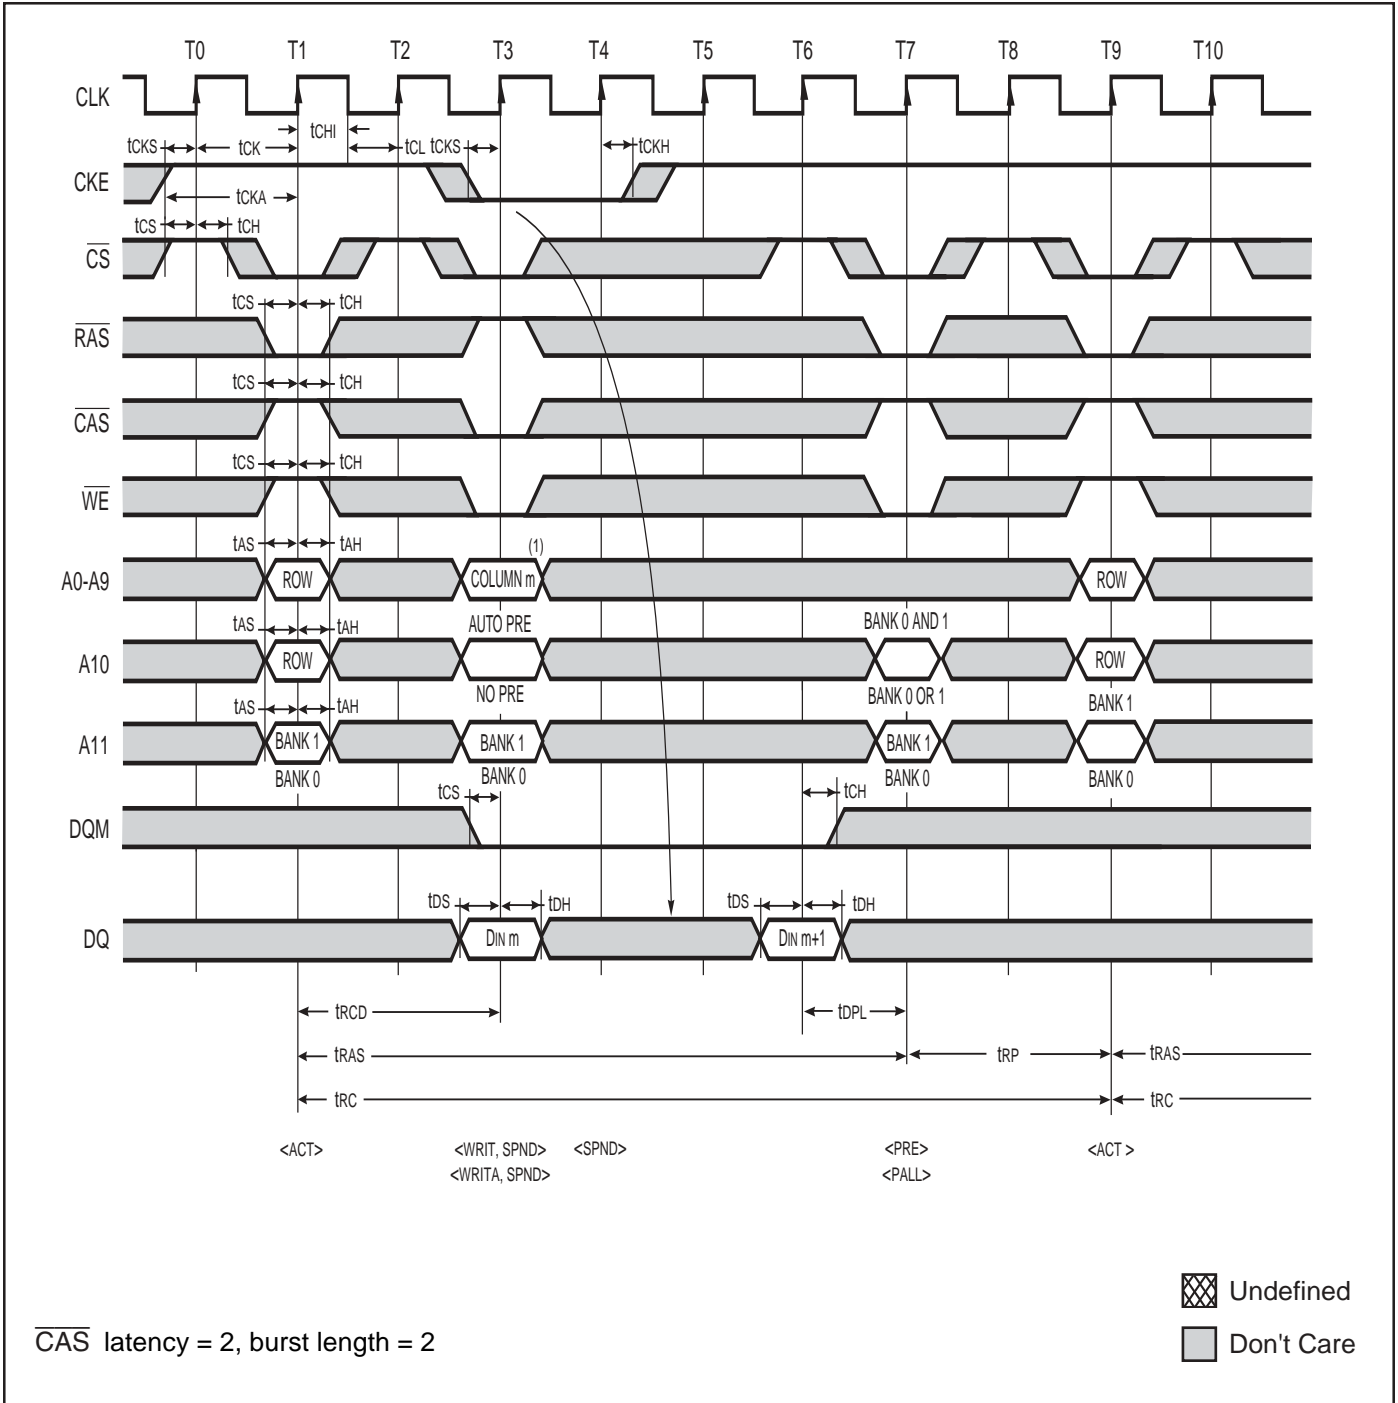 T0 T1 T2 T3 T4 T5 T6 T7 T8 T9 T10
CLK
tCHI
tCKS tCK tCL tCKS tCKH
CKE
tCKA
tCS tCH
CS
tCS tCH
RAS
tCS tCH
CAS
tCS tCH
WE
tAS tAH (1)
A0-A9 ROW COLUMN m ROW
tAS tAH AUTO PRE BANK 0 AND 1
A10 ROW ROW
NO PRE BANK 0 OR 1 BANK 1
tAS tAH
A11 BANK 1 BANK 1 BANK 1
BANK 0 BANK 0 BANK 0 BANK 0
tCS tCH
DQM
tDS tDH tDS tDH
DQ DIN m DIN m+1
tRCD tDPL
tRAS tRP tRAS
tRC tRC
<ACT> <WRIT, SPND> <SPND> <PRE> <ACT >
<WRITA, SPND> <PALL>
Undefined
CAS latency = 2, burst length = 2 Don't Care